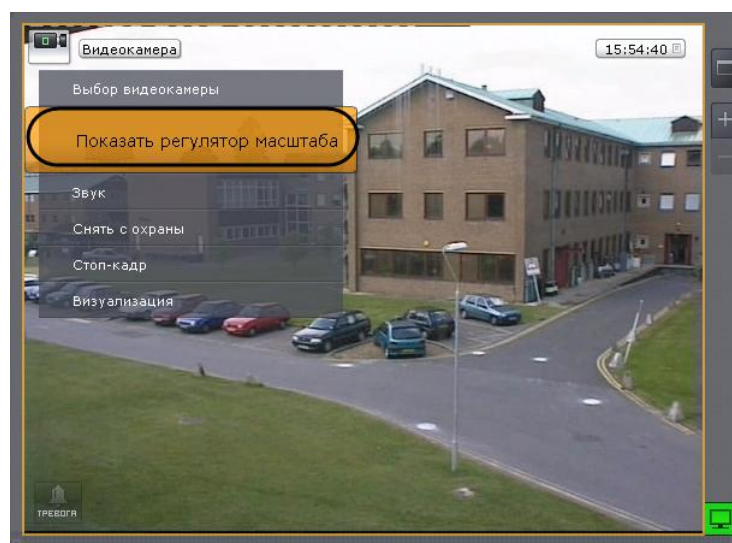 Видеокамера
15:54:40
Выбор видеокамеры
Показать регулятор масштаба
Звук
Снять с охраны
Стоп-кадр
Визуализация
ТРЕВОГА